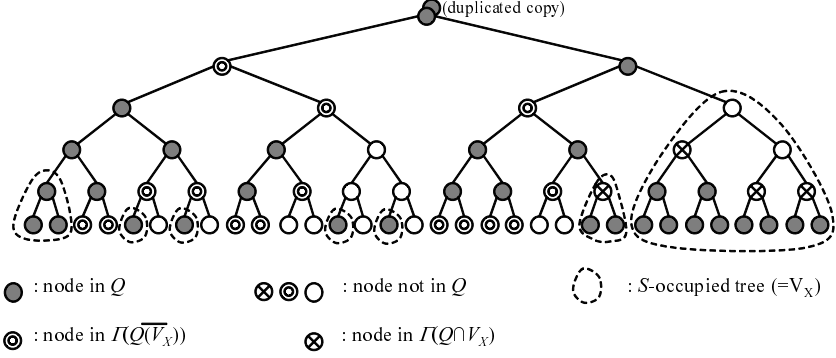 (duplicated copy)
: node in Q
: node not in Q
: S-occupied tree (=V_X)
: node in Γ(Q(V̅_X̅))
: node in Γ(Q∩V_X)